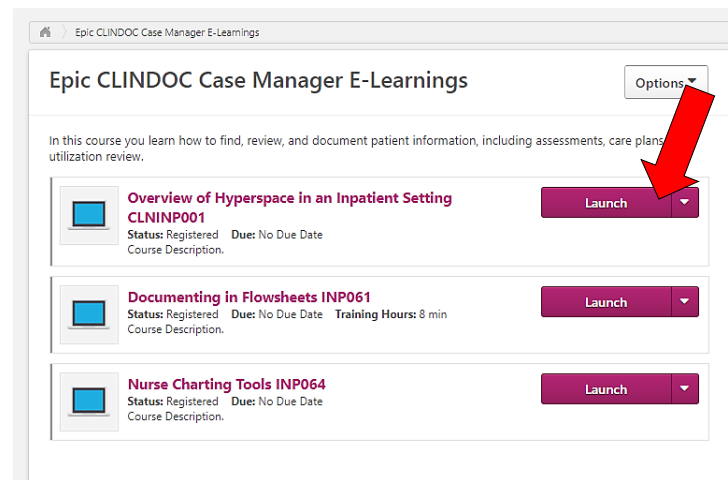 Epic CLINDOC Case Manager E-Learnings
Epic CLINDOC Case Manager E-Learnings
Options
In this course you learn how to find, review, and document patient information, including assessments, care plans
utilization review.
Overview of Hyperspace in an Inpatient Setting
CLNINP001
Launch
Status: Registered Due: No Due Date
Course Description.
Documenting in Flowsheets INP061
Launch
Status: Registered Due: No Due Date Training Hours: 8 min
Course Description.
Nurse Charting Tools INP064
Launch
Status: Registered Due: No Due Date
Course Description.